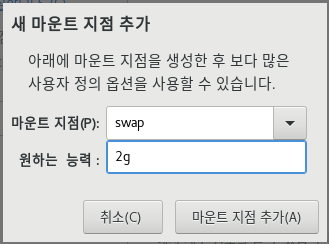 새 마운트 지점 추가
아래에 마운트 지점을 생성한 후 보다 많은
사용자 정의 옵션을 사용할 수 있습니다.
마운트 지점(P): swap
원하는 능력 : 2g
취소(C) 마운트 지점 추가(A)